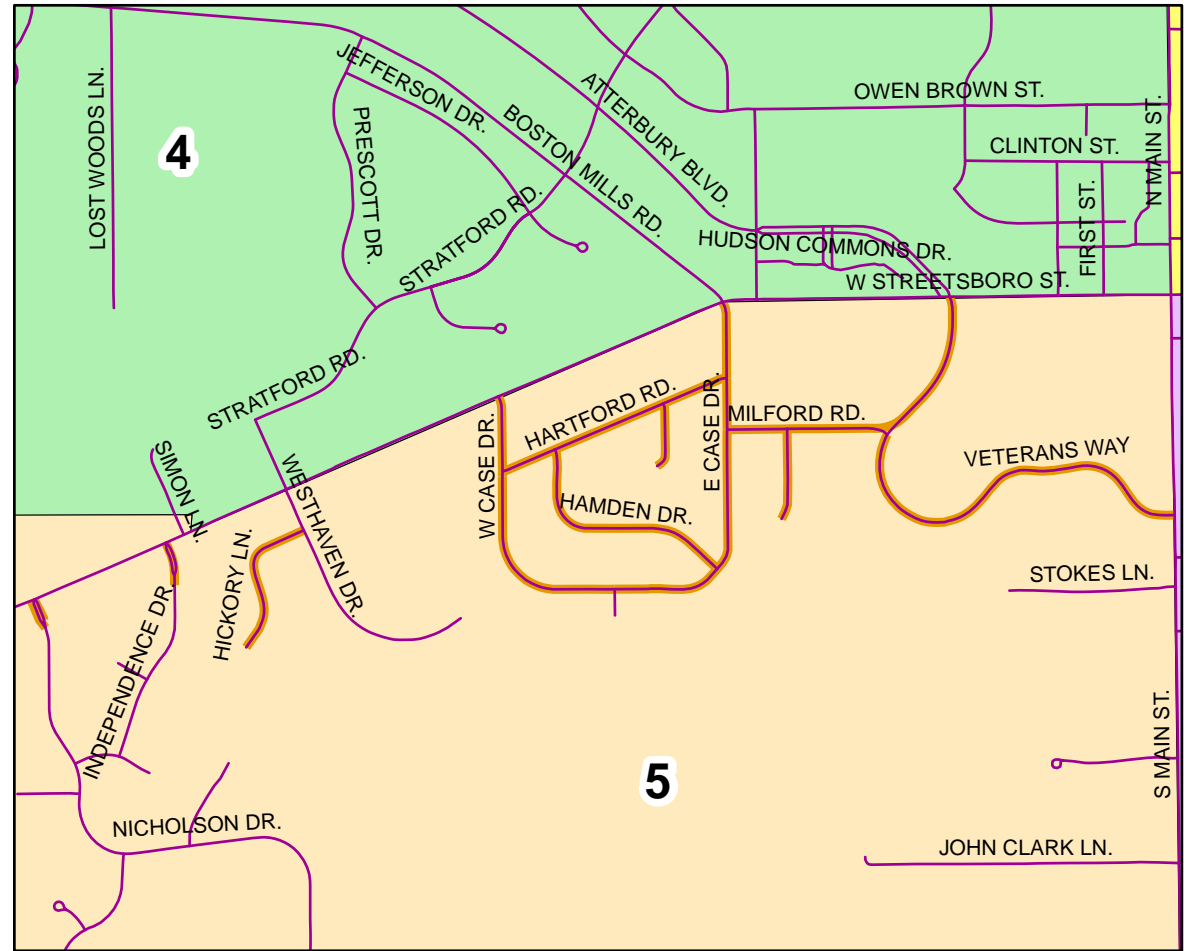 LOST WOODS LN.
4
JEFFERSON DR.
PRESCOTT DR.
BOSTON MILLS RD.
ATTERBURY BLVD.
OWEN BROWN ST.
CLINTON ST.
N MAIN ST.
FIRST ST.
STRATFORD RD.
HUDSON COMMONS DR.
W STREETSBORO ST.
STRATFORD RD.
SIMON LN.
WESTHAVEN DR.
HICKORY LN.
W CASE DR.
HARTFORD RD.
E CASE DR.
MILFORD RD.
HAMDEN DR.
VETERANS WAY
STOKES LN.
INDEPENDENCE DR.
5
S MAIN ST.
NICHOLSON DR.
JOHN CLARK LN.